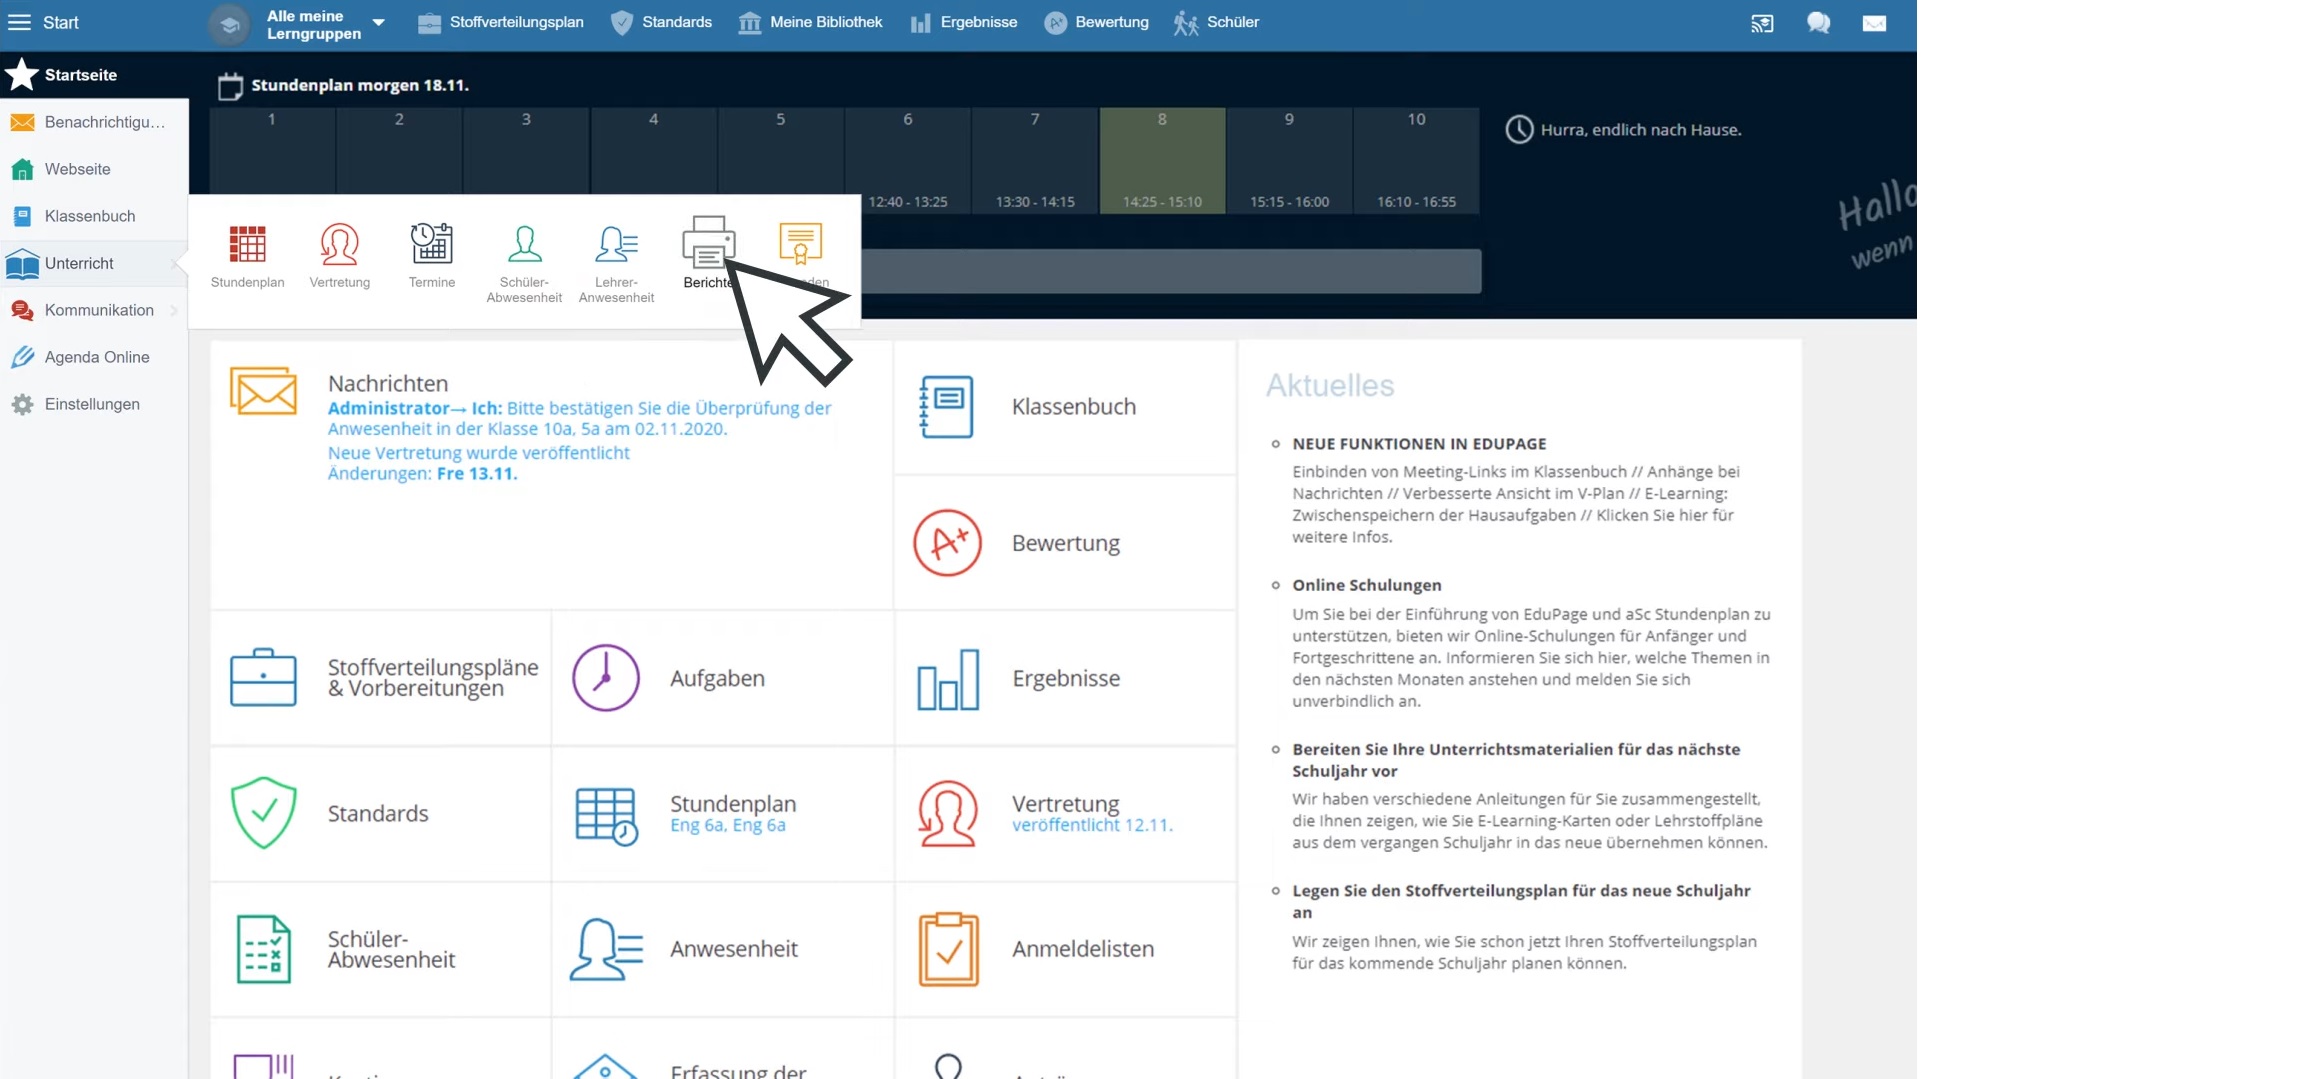 Start
Alle meine
Lerngruppen
Stoffverteilungsplan
Standards
Meine Bibliothek
Ergebnisse
Bewertung
Schüler
Startseite
Benachrichtigu...
Webseite
Klassenbuch
Unterricht
Kommunikation
Agenda Online
Einstellungen
Stundenplan morgen 18.11.
1
2
3
4
5
6
7
8
9
10
12:40 - 13:25
13:30 - 14:15
14:25 - 15:10
15:15 - 16:00
16:10 - 16:55
Hurra, endlich nach Hause.
Hallo
wenn
Stundenplan
Vertretung
Termine
Schüler-
Abwesenheit
Lehrer-
Anwesenheit
Berichte
Nachrichten
Administrator→ Ich: Bitte bestätigen Sie die Überprüfung der
Anwesenheit in der Klasse 10a, 5a am 02.11.2020.
Neue Vertretung wurde veröffentlicht
Änderungen: Fre 13.11.
Klassenbuch
Bewertung
Stoffverteilungspläne
& Vorbereitungen
Aufgaben
Ergebnisse
Standards
Stundenplan
Eng 6a, Eng 6a
Vertretung
veröffentlicht 12.11.
Schüler-
Abwesenheit
Anwesenheit
Anmeldelisten
Erfassung der
Aktuelles
NEUE FUNKTIONEN IN EDUPAGE
Einbinden von Meeting-Links im Klassenbuch // Anhänge bei
Nachrichten // Verbesserte Ansicht im V-Plan // E-Learning:
Zwischenspeichern der Hausaufgaben // Klicken Sie hier für
weitere Infos.
Online Schulungen
Um Sie bei der Einführung von EduPage und aSc Stundenplan zu
unterstützen, bieten wir Online-Schulungen für Anfänger und
Fortgeschrittene an. Informieren Sie sich hier, welche Themen in
den nächsten Monaten anstehen und melden Sie sich
unverbindlich an.
Bereiten Sie Ihre Unterrichtsmaterialien für das nächste
Schuljahr vor
Wir haben verschiedene Anleitungen für Sie zusammengestellt,
die Ihnen zeigen, wie Sie E-Learning-Karten oder Lehrstoffpläne
aus dem vergangen Schuljahr in das neue übernehmen können.
Legen Sie den Stoffverteilungsplan für das neue Schuljahr
an
Wir zeigen Ihnen, wie Sie schon jetzt Ihren Stoffverteilungsplan
für das kommende Schuljahr planen können.